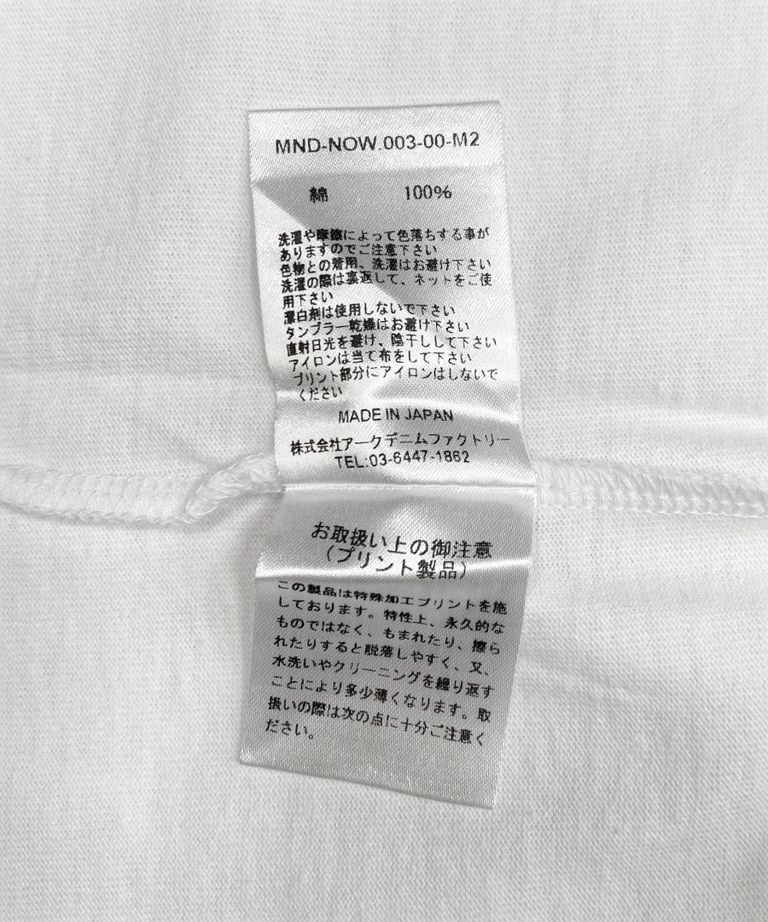 MND-NOW.003-00-M2
綿 100%
洗濯や摩擦によって色落ちする事が
ありますのでご注意下さい
色物との着用、洗濯はお避け下さい
洗濯の際は裏返して、ネットをご使
用下さい
漂白剤は使用しないで下さい
タンブラー乾燥はお避け下さい
直射日光を避け、陰干しして下さい
アイロンは当て布をして下さい
プリント部分にアイロンはしないで
ください
MADE IN JAPAN
株式会社アークデニムファクトリー
TEL:03-6447-1862
お取扱い上の御注意
(プリント製品)
この製品は特殊加工プリントを施
しております。特性上、永久的な
ものではなく、もまれたり、擦ら
れたりすると脱落しやすく、又、
水洗いやクリーニングを繰り返す
ことにより多少薄くなります。取
扱いの際は次の点に十分ご注意く
ださい。